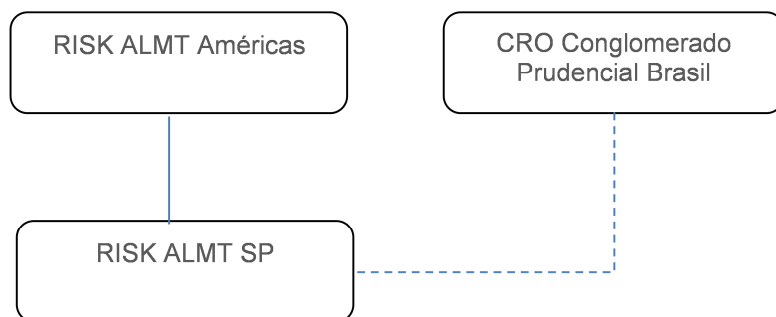 RISK ALMT Américas
CRO Conglomerado
Prudencial Brasil
RISK ALMT SP